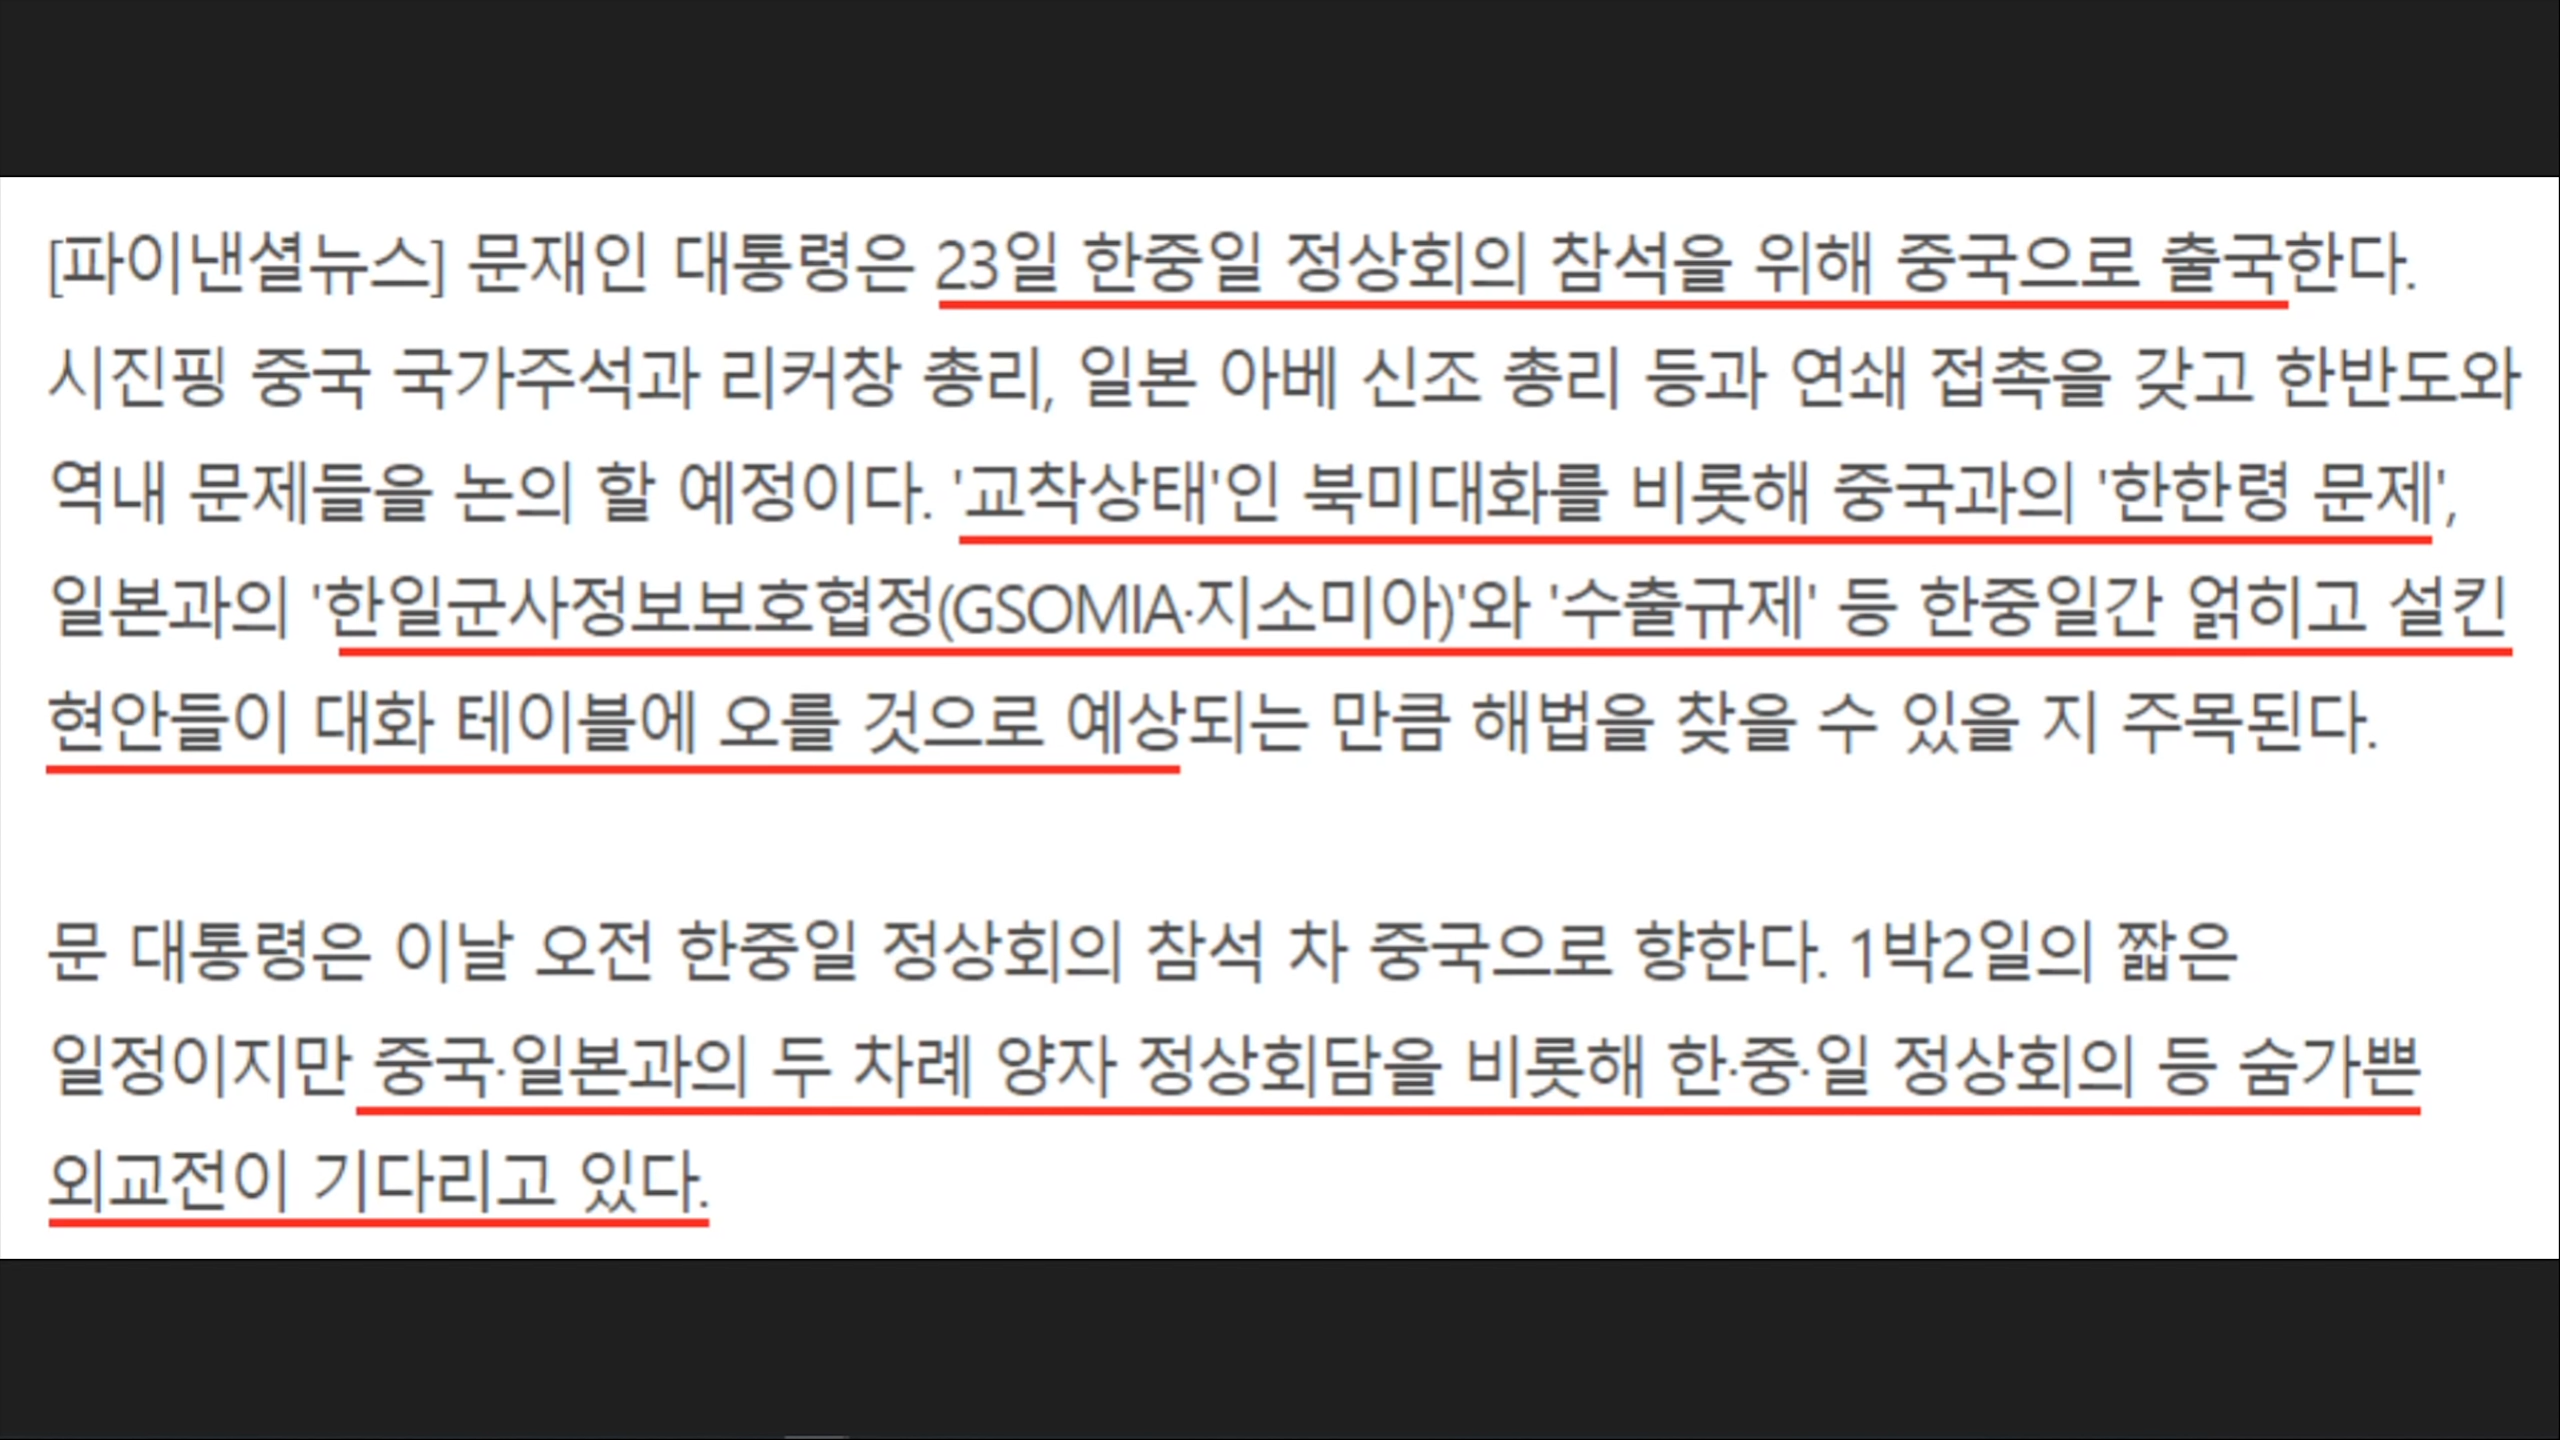 [파이낸셜뉴스] 문재인 대통령은 23일 한중일 정상회의 참석을 위해 중국으로 출국한다.
시진핑 중국 국가주석과 리커창 총리, 일본 아베 신조 총리 등과 연쇄 접촉을 갖고 한반도와
역내 문제들을 논의 할 예정이다. '교착상태'인 북미대화를 비롯해 중국과의 '한한령 문제',
일본과의 '한일군사정보보호협정(GSOMIA·지소미아)'와 '수출규제' 등 한중일간 얽히고 설킨
현안들이 대화 테이블에 오를 것으로 예상되는 만큼 해법을 찾을 수 있을 지 주목된다.
문 대통령은 이날 오전 한중일 정상회의 참석 차 중국으로 향한다. 1박2일의 짧은
일정이지만 중국·일본과의 두 차례 양자 정상회담을 비롯해 한·중·일 정상회의 등 숨가쁜
외교전이 기다리고 있다.